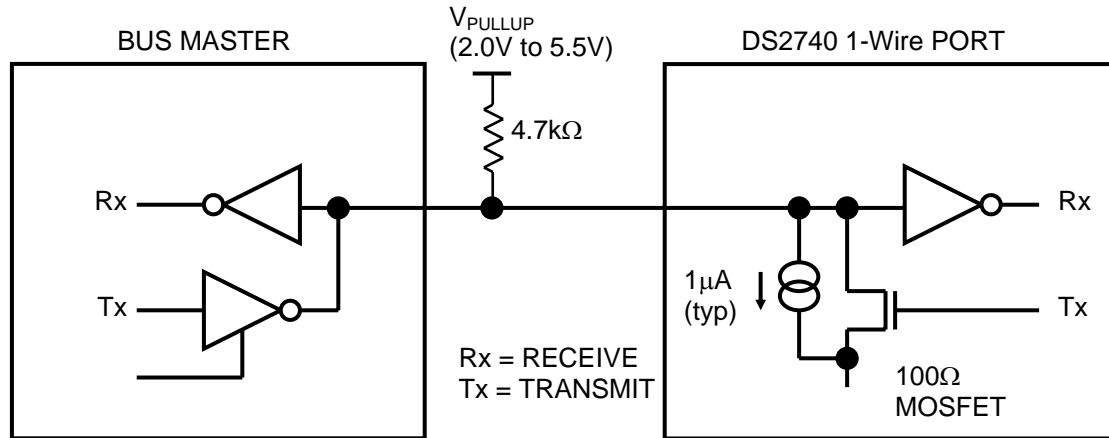 V_PULLUP
(2.0V to 5.5V)
BUS MASTER
DS2740 1-Wire PORT
4.7kΩ
Rx
Rx
1μA
(typ)
Tx
Tx
Rx = RECEIVE
Tx = TRANSMIT
100Ω
MOSFET